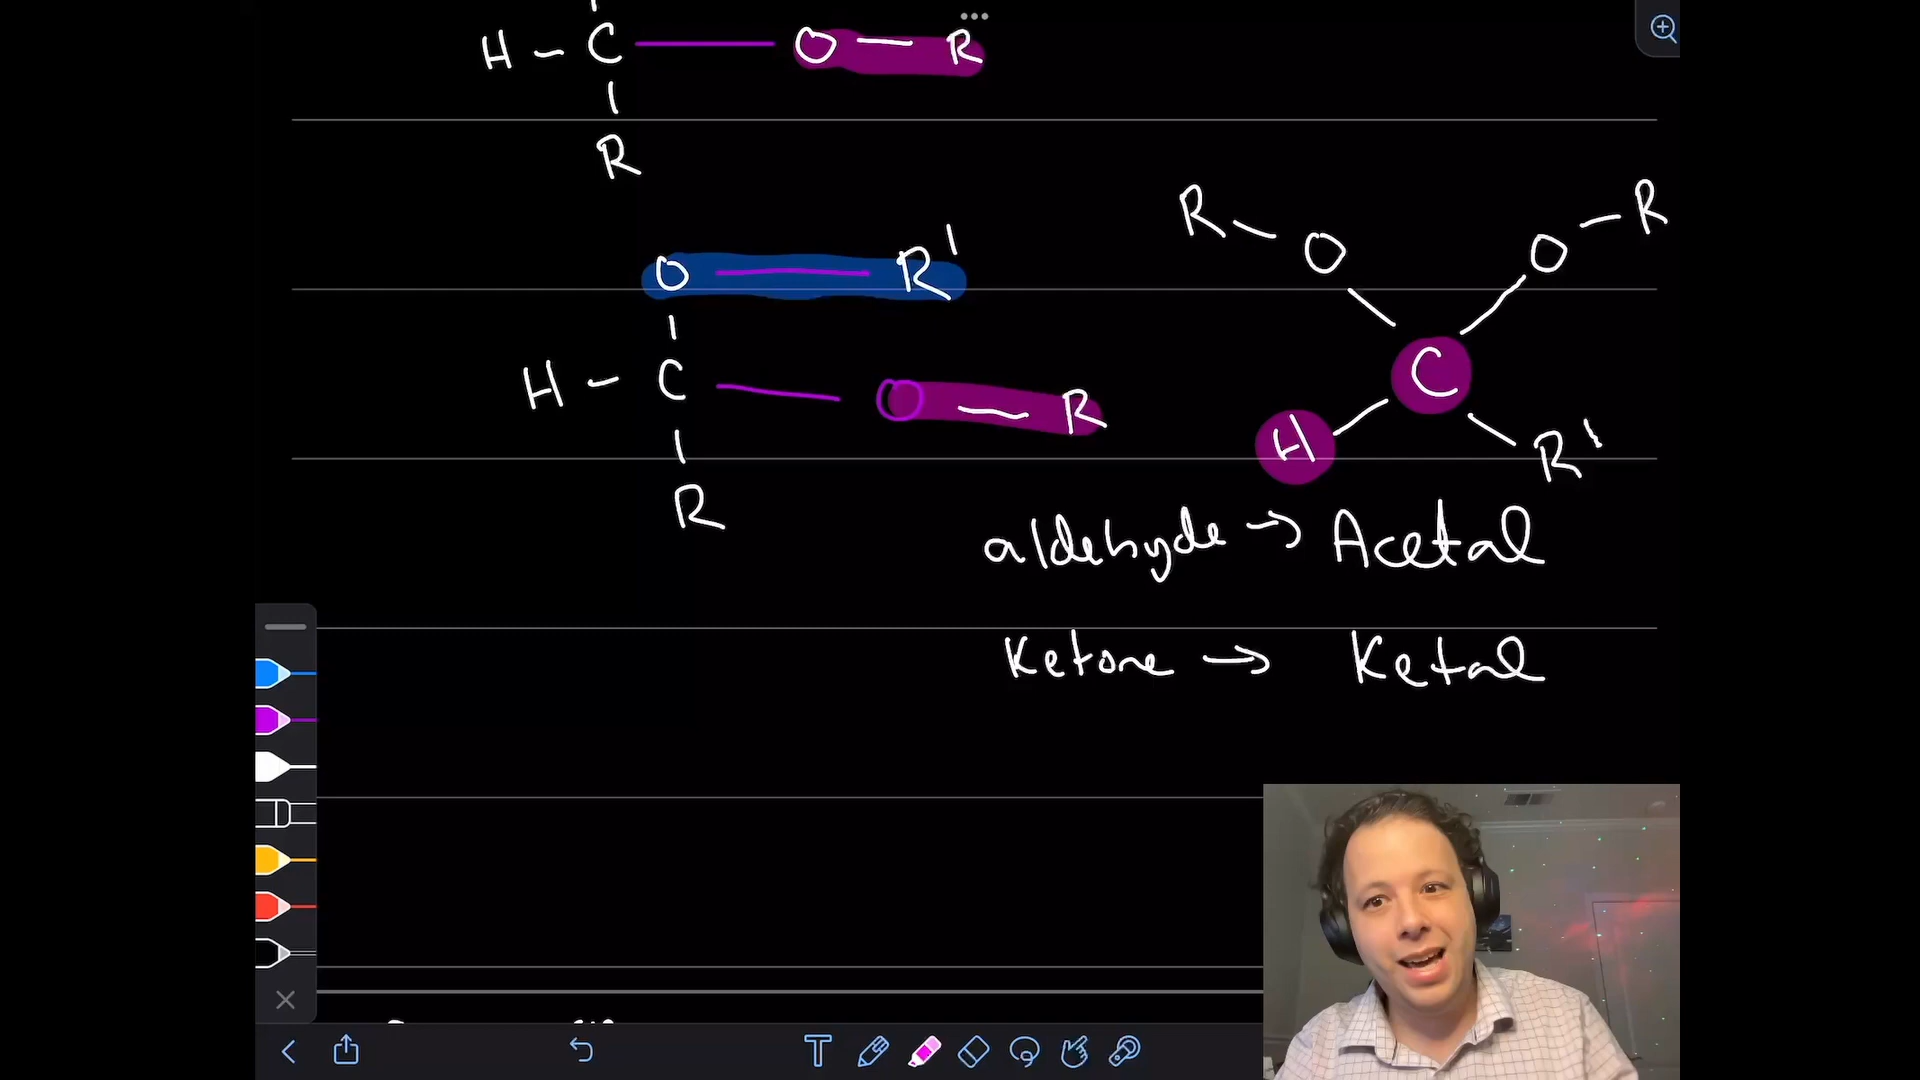 H - C — O - R
R
R - O O - R
O — R'
H - C — O - R
C
H R'
R
aldehyde → Acetal
Ketone → Ketal
T